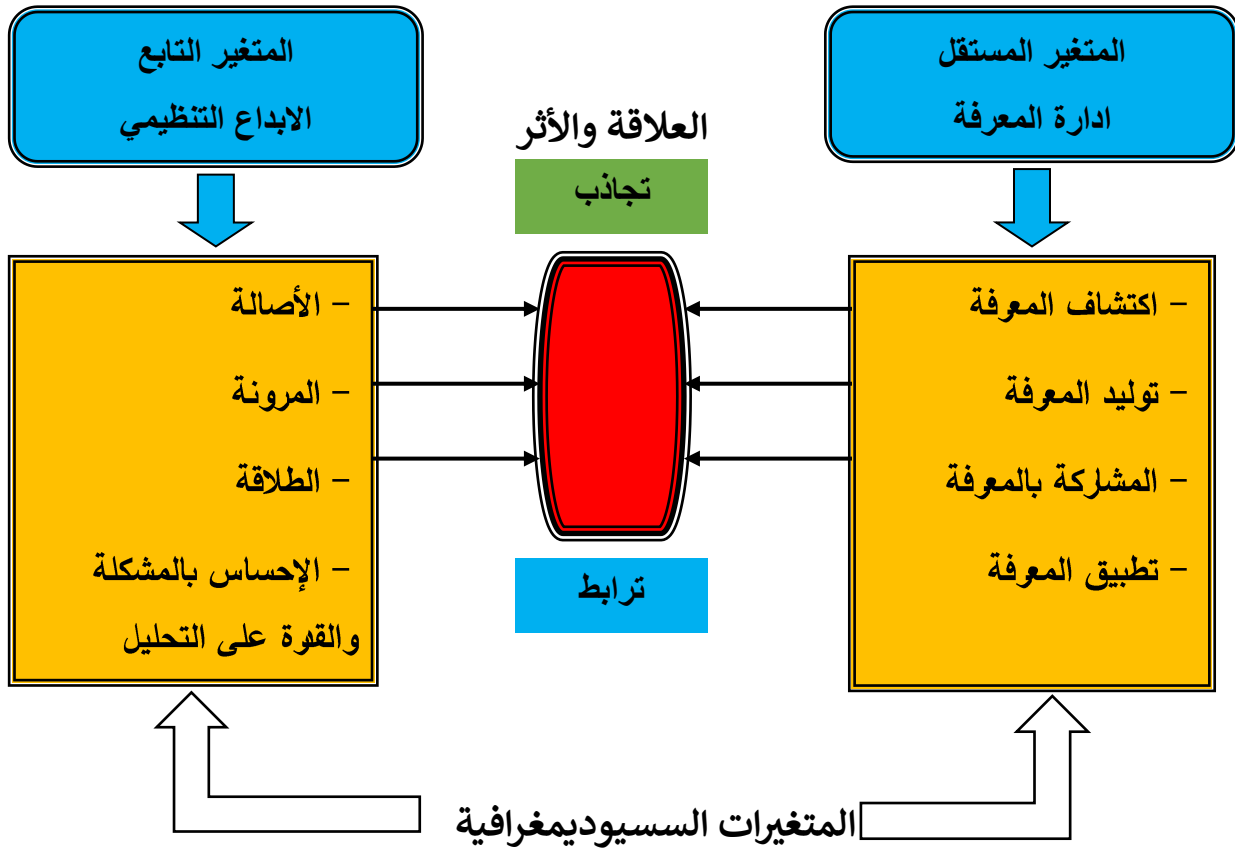 المتغير المستقل
ادارة المعرفة
المتغير التابع
الابداع التنظيمي
العلاقة والأثر
تجاذب
- اكتشاف المعرفة
- توليد المعرفة
- المشاركة بالمعرفة
- تطبيق المعرفة
- الأصالة
- المرونة
- الطلاقة
- الإحساس بالمشكلة
والقدرة على التحليل
ترابط
المتغيرات السسيوديمغرافية